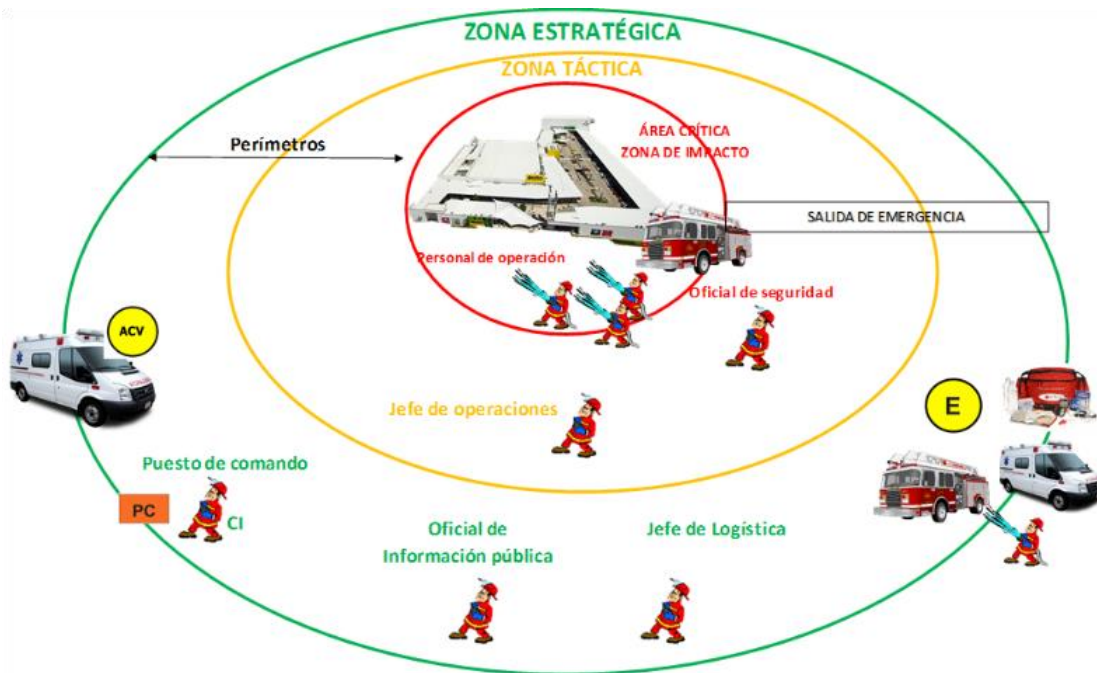 ZONA ESTRATÉGICA
ZONA TÁCTICA
ÁREA CRÍTICA
ZONA DE IMPACTO
Perímetros
SALIDA DE EMERGENCIA
Personal de operación
Oficial de seguridad
ACV
Jefe de operaciones
E
Puesto de comando
PC
CI
Oficial de
Información pública
Jefe de Logística